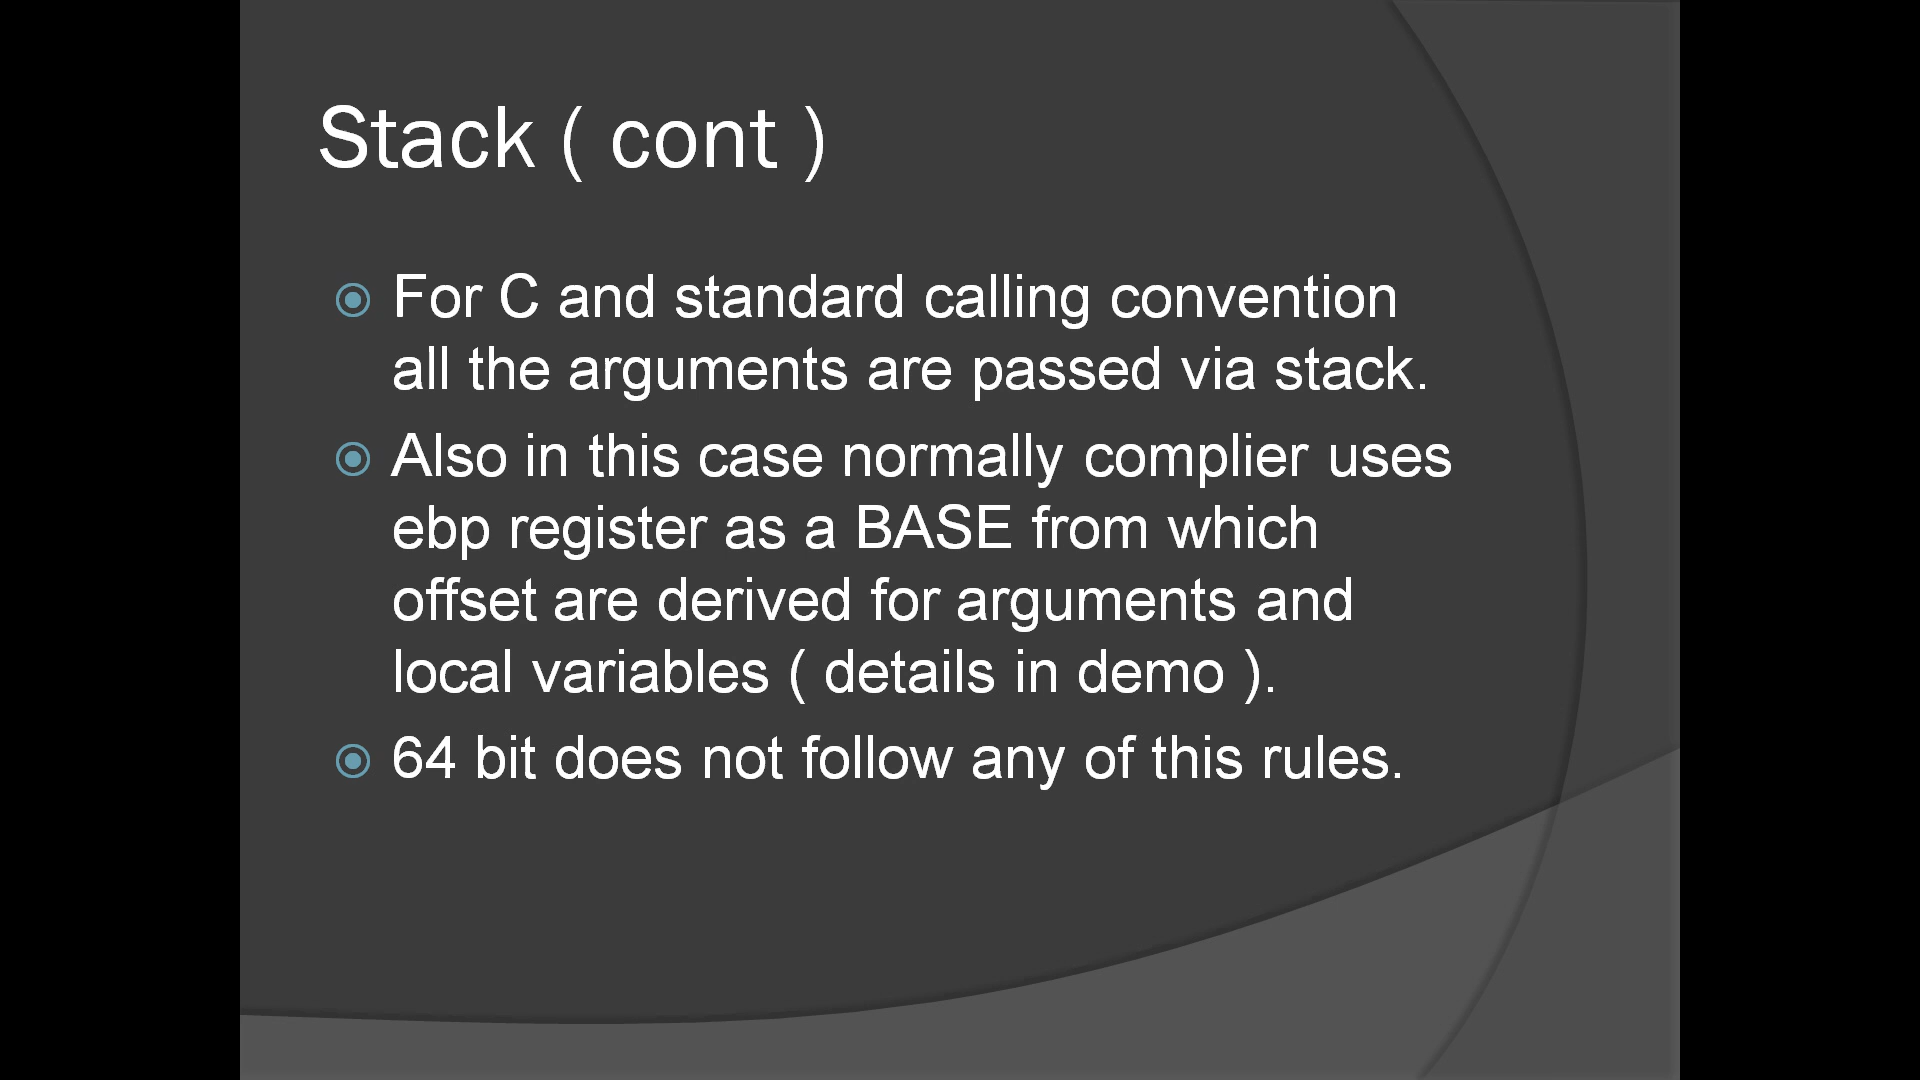 Stack ( cont )
For C and standard calling convention
all the arguments are passed via stack.
Also in this case normally complier uses
ebp register as a BASE from which
offset are derived for arguments and
local variables ( details in demo ).
64 bit does not follow any of this rules.